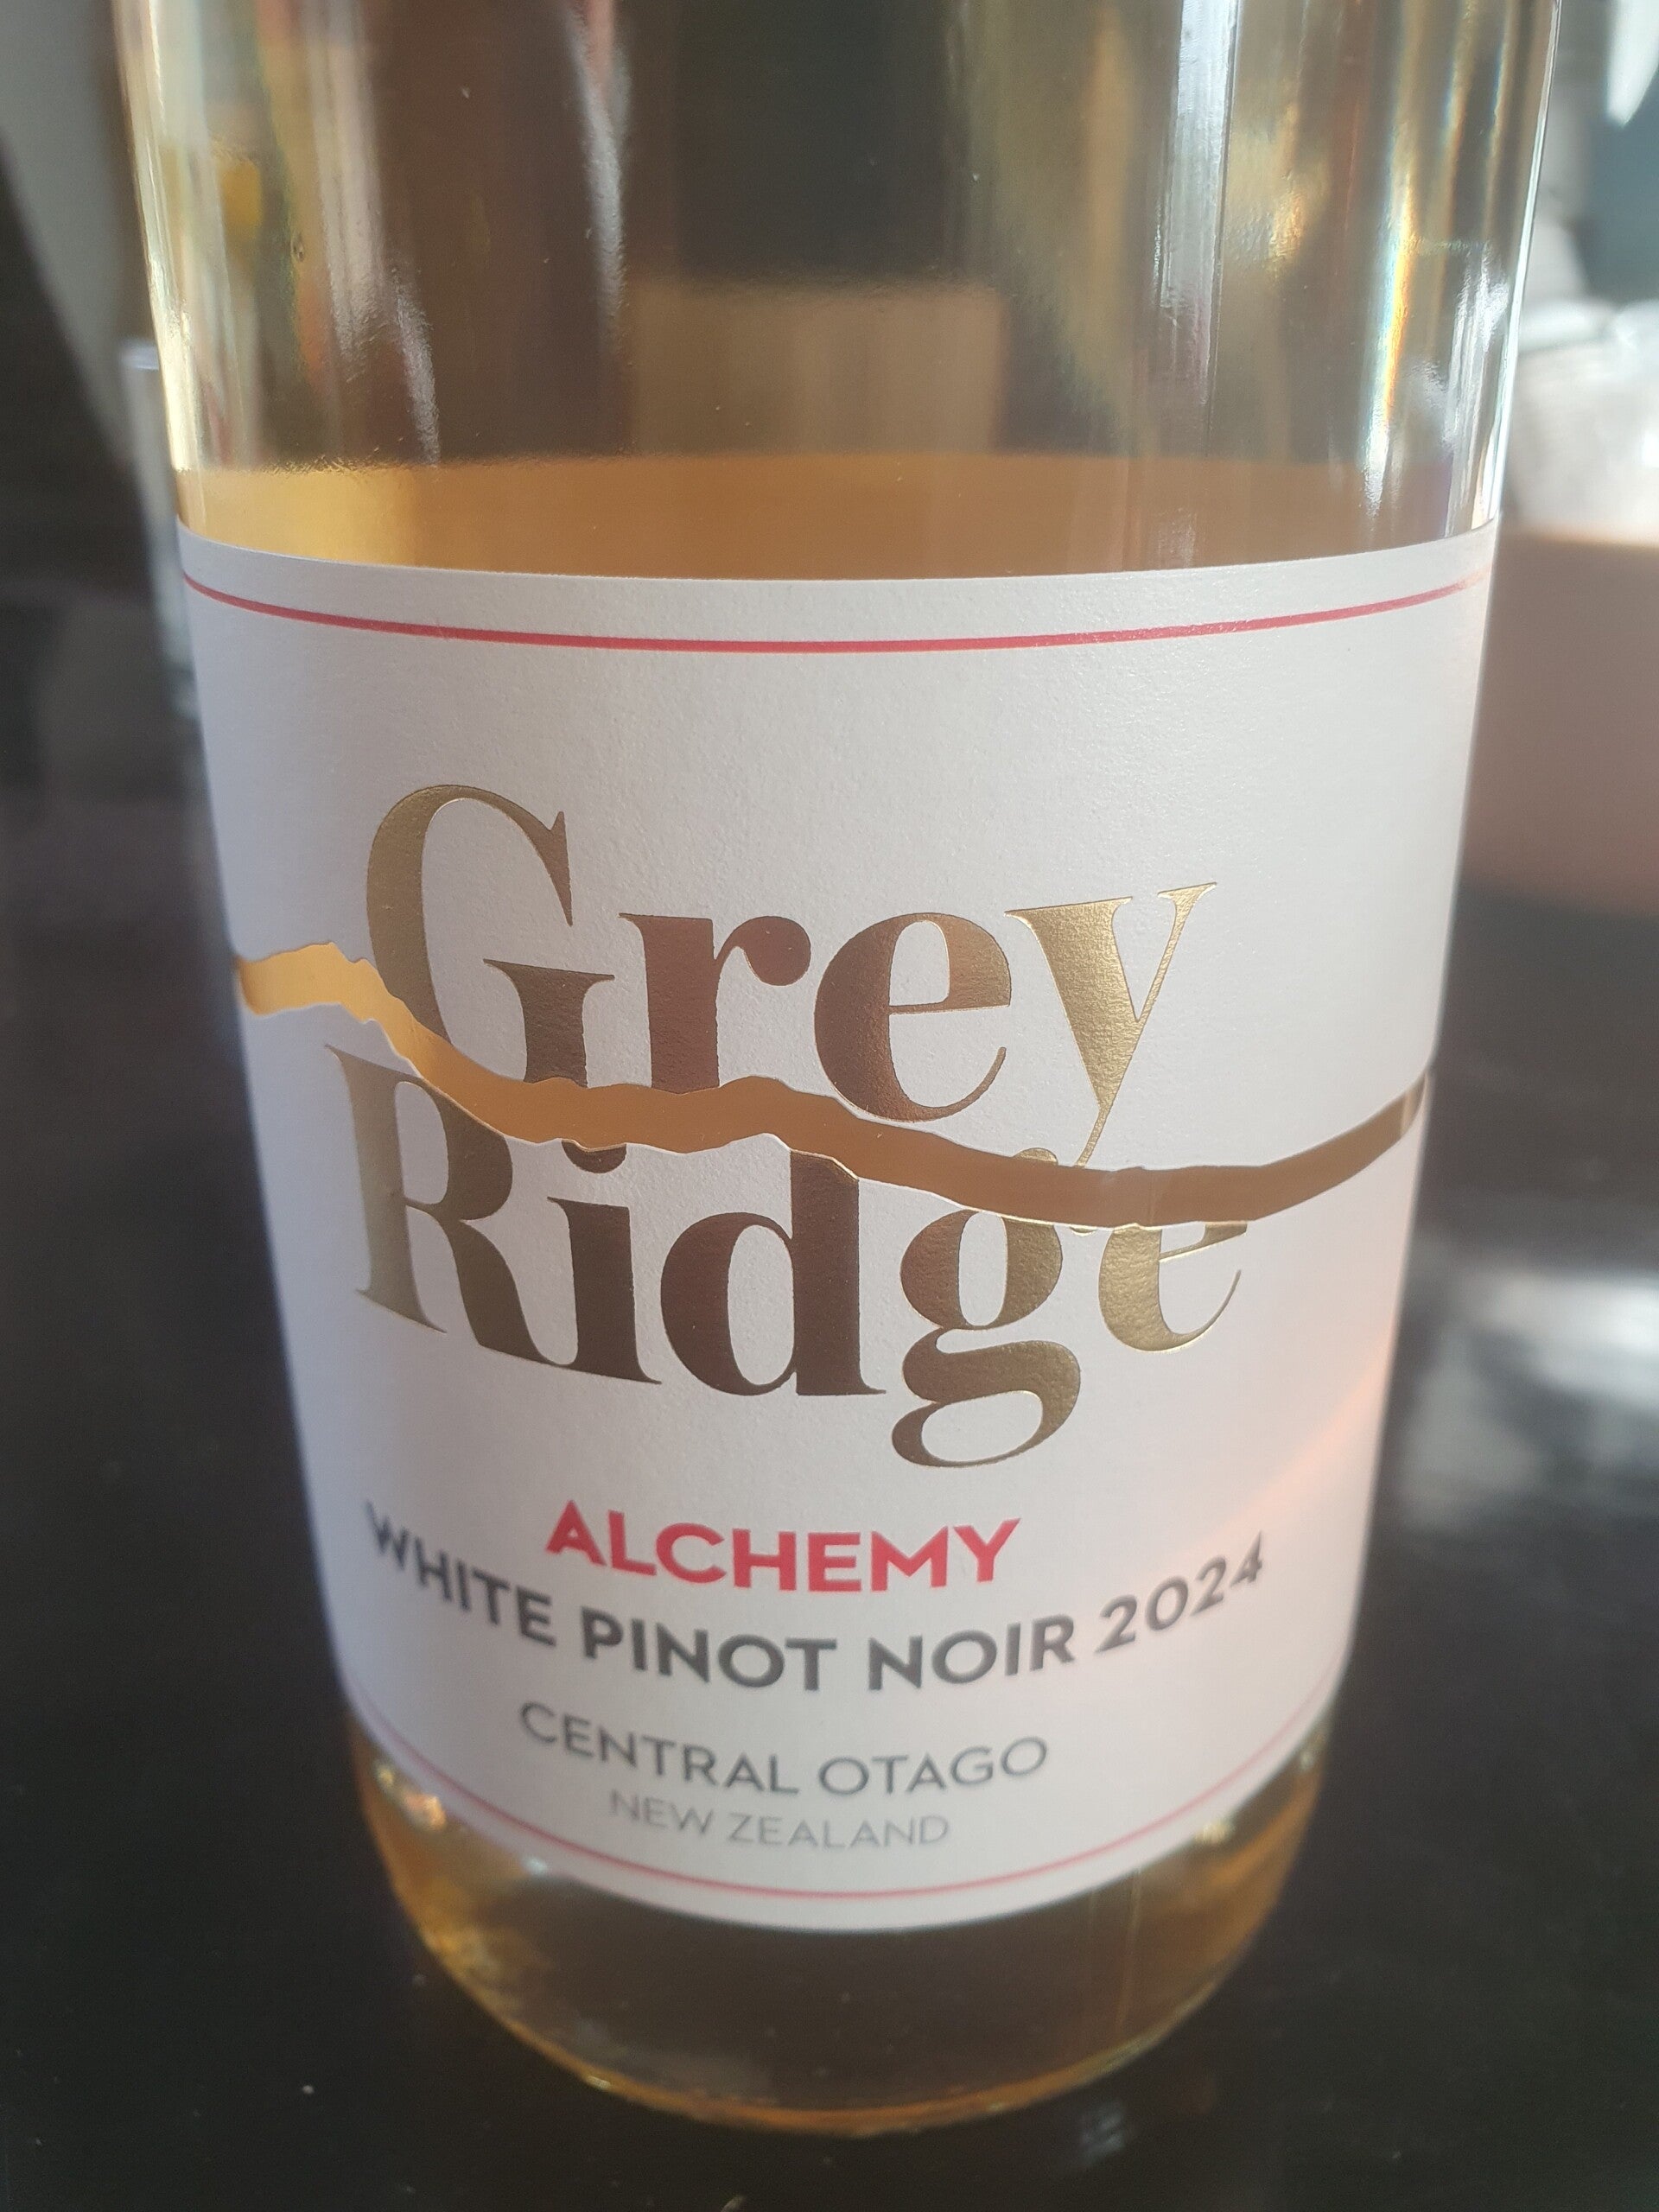 Grey
Ridge
ALCHEMY
WHITE PINOT NOIR 2024
CENTRAL OTAGO
NEW ZEALAND